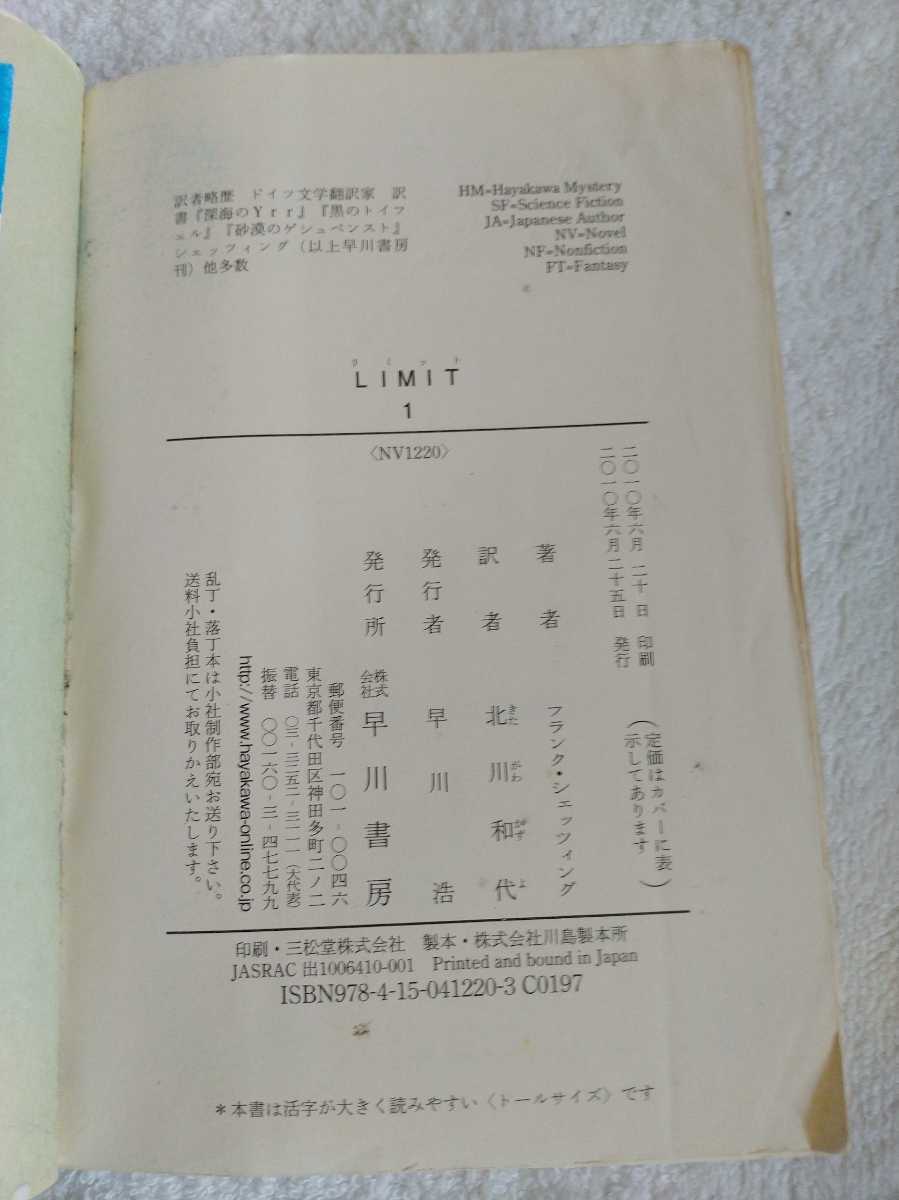 訳者略歴　ドイツ文学翻訳家　訳
書『深海のYrr』『黒のトイフ
ェル』『砂漠のゲシュペンスト』
シェッツィング（以上早川書房
刊）他多数
HM=Hayakawa Mystery
SF=Science Fiction
JA=Japanese Author
NV=Novel
NF=Nonfiction
FT=Fantasy
リミット
LIMIT
1
〈NV1220〉
二〇一〇年六月　二十　日　印刷
二〇一〇年六月二十五日　発行
（定価はカバーに表
示してあります）
著者　フランク・シェッツィング
訳者　北川和代
きたがわかずよ
発行者　早川　浩
発行所　株式会社　早川書房
郵便番号　一〇一-〇〇四六
東京都千代田区神田多町二ノ二
電話　〇三-三二五二-三一一一（大代表）
振替　〇〇一六〇-三-四七七九九
http://www.hayakawa-online.co.jp
乱丁・落丁本は小社制作部宛お送り下さい。
送料小社負担にてお取りかえいたします。
印刷・三松堂株式会社　製本・株式会社川島製本所
JASRAC 出1006410-001　Printed and bound in Japan
ISBN978-4-15-041220-3 C0197
＊本書は活字が大きく読みやすい〈トールサイズ〉です